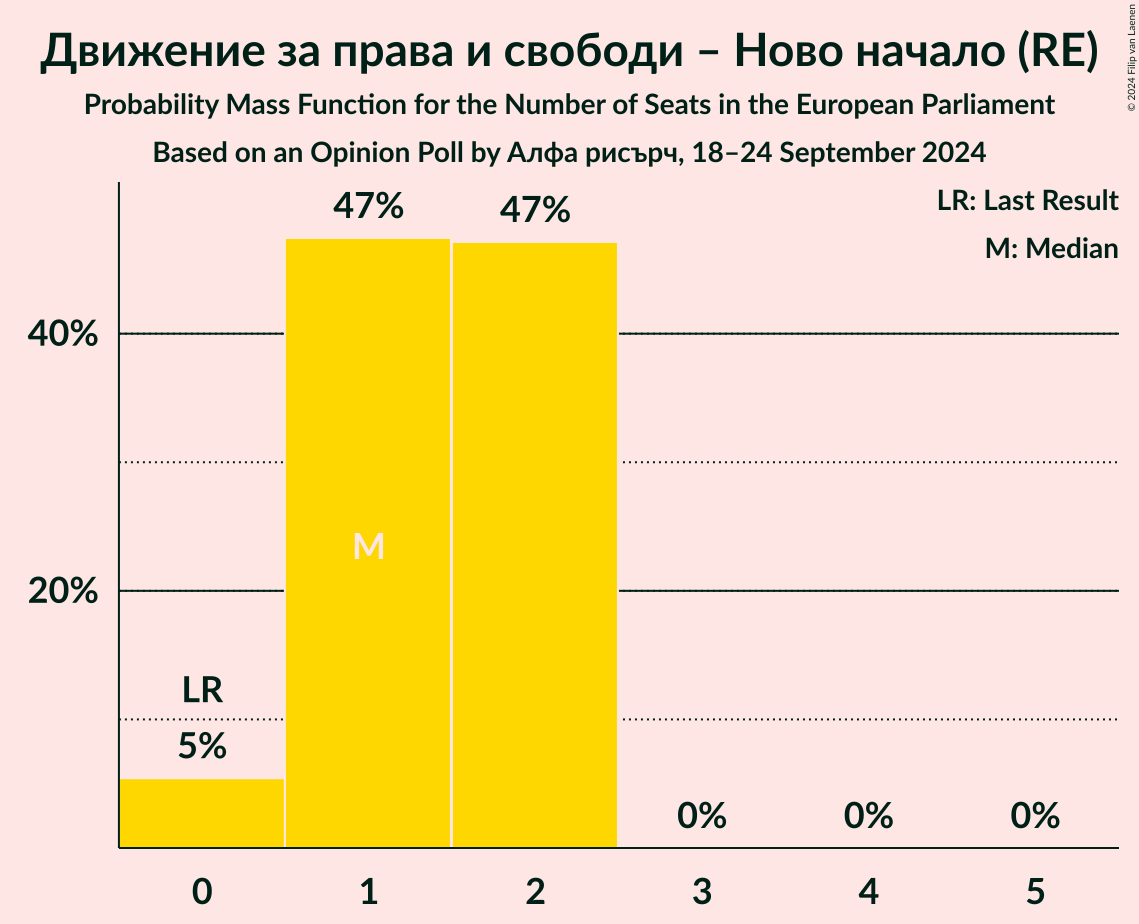 Движение за права и свободи – Ново начало (RE)
Probability Mass Function for the Number of Seats in the European Parliament
Based on an Opinion Poll by Алфа рисърч, 18–24 September 2024
© 2024 Filip van Laenen
LR: Last Result
M: Median
47%
47%
40%
M
20%
LR
5%
0%
0%
0%
0
1
2
3
4
5